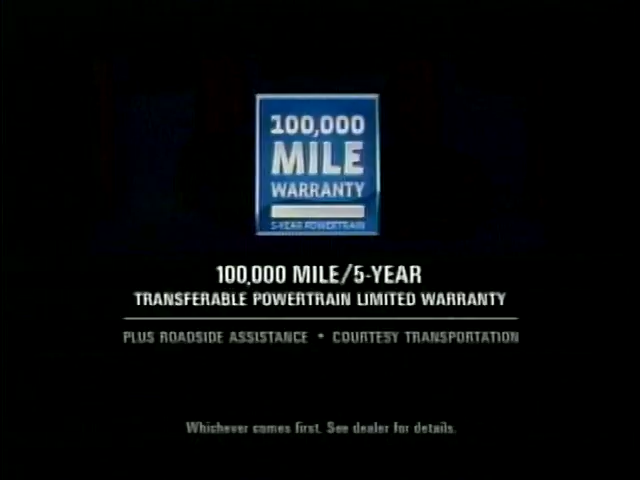 100,000
MILE
WARRANTY
5-YEAR POWERTRAIN
100,000 MILE/5-YEAR
TRANSFERABLE POWERTRAIN LIMITED WARRANTY
PLUS ROADSIDE ASSISTANCE • COURTESY TRANSPORTATION
Whichever comes first. See dealer for details.